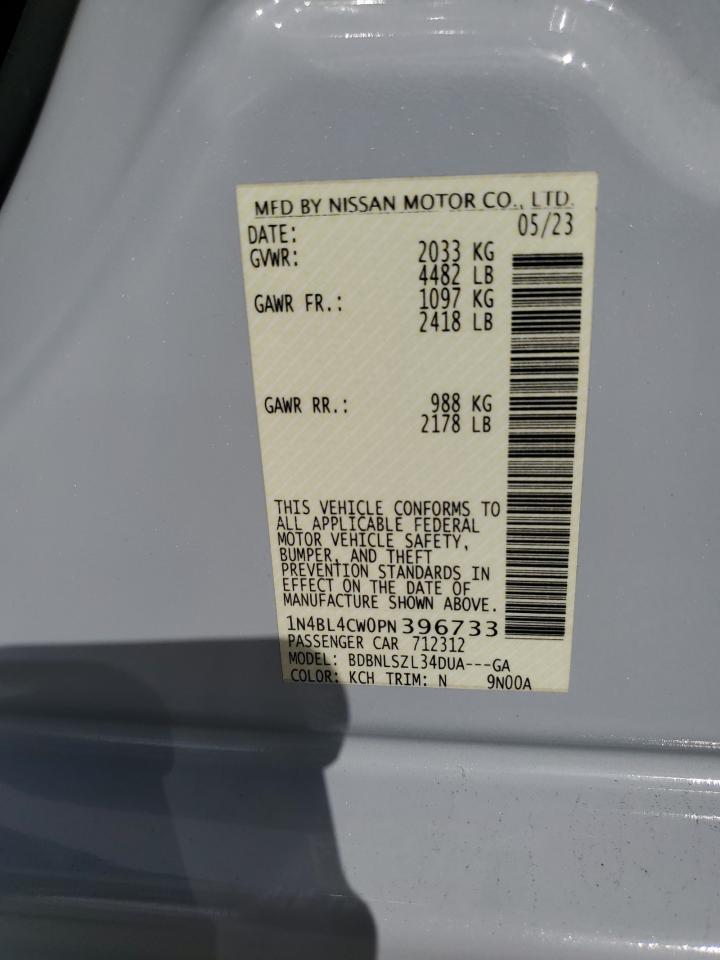 MFD BY NISSAN MOTOR CO., LTD.
DATE: 05/23
GVWR: 2033 KG
4482 LB
GAWR FR.: 1097 KG
2418 LB
GAWR RR.: 988 KG
2178 LB
THIS VEHICLE CONFORMS TO
ALL APPLICABLE FEDERAL
MOTOR VEHICLE SAFETY,
BUMPER, AND THEFT
PREVENTION STANDARDS IN
EFFECT ON THE DATE OF
MANUFACTURE SHOWN ABOVE.
1N4BL4CW0PN396733
PASSENGER CAR 712312
MODEL: BDBNLSZL34DUA---GA
COLOR: KCH TRIM: N 9N00A